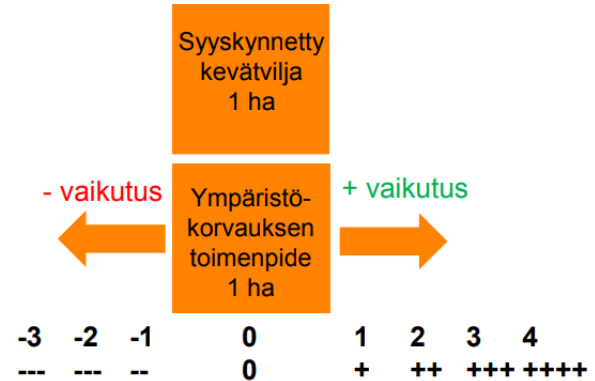 Syyskynnetty
kevätvilja
1 ha
- vaikutus
Ympäristö-
korvauksen
toimenpide
1 ha
+ vaikutus
-3 -2 -1 0 1 2 3 4
--- --- -- 0 + ++ +++ ++++